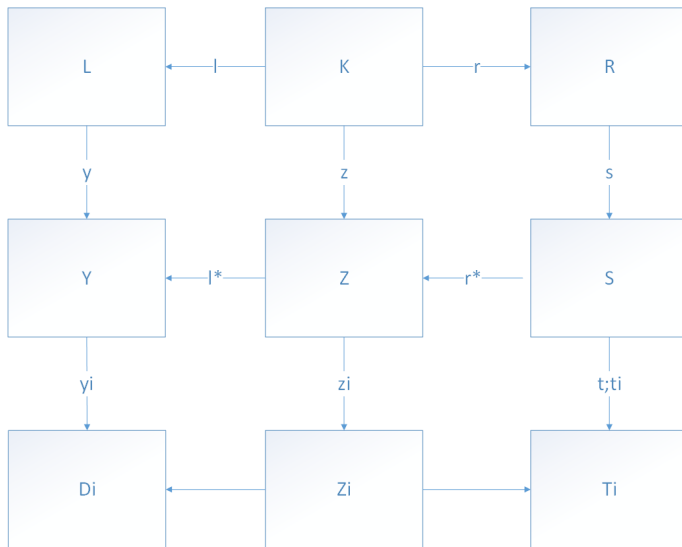 L l K r R
y z s
Y l* Z r* S
yi zi t;ti
Di Zi Ti